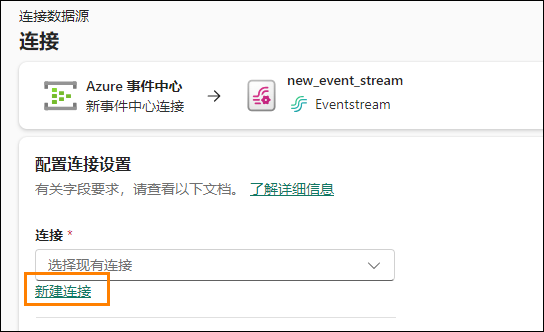 连接数据源
连接
Azure 事件中心
新事件中心连接
new_event_stream
Eventstream
配置连接设置
有关字段要求，请查看以下文档。 了解详细信息
连接 *
选择现有连接
新建连接